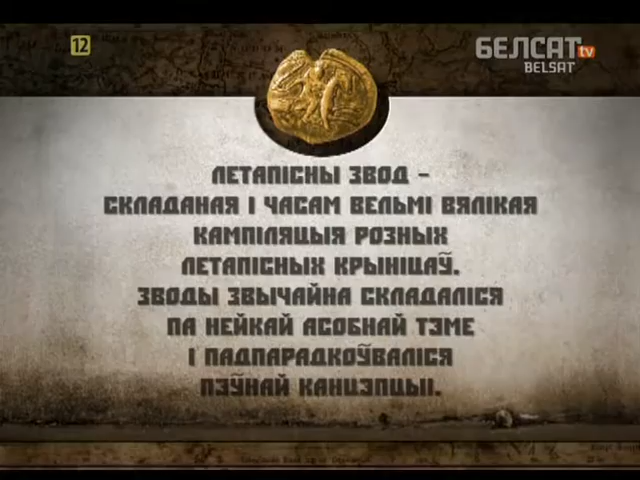 12
БЕЛСАТ tv
BELSAT
ЛЕТАПІСНЫ ЗВОД –
СКЛАДАНАЯ І ЧАСАМ ВЕЛЬМІ ВЯЛІКАЯ
КАМПІЛЯЦЫЯ РОЗНЫХ
ЛЕТАПІСНЫХ КРЫНІЦАЎ.
ЗВОДЫ ЗВЫЧАЙНА СКЛАДАЛІСЯ
ПА НЕЙКАЙ АСОБНАЙ ТЭМЕ
І ПАДПАРАДКОЎВАЛІСЯ
ПЭЎНАЙ КАНЦЭПЦЫІ.